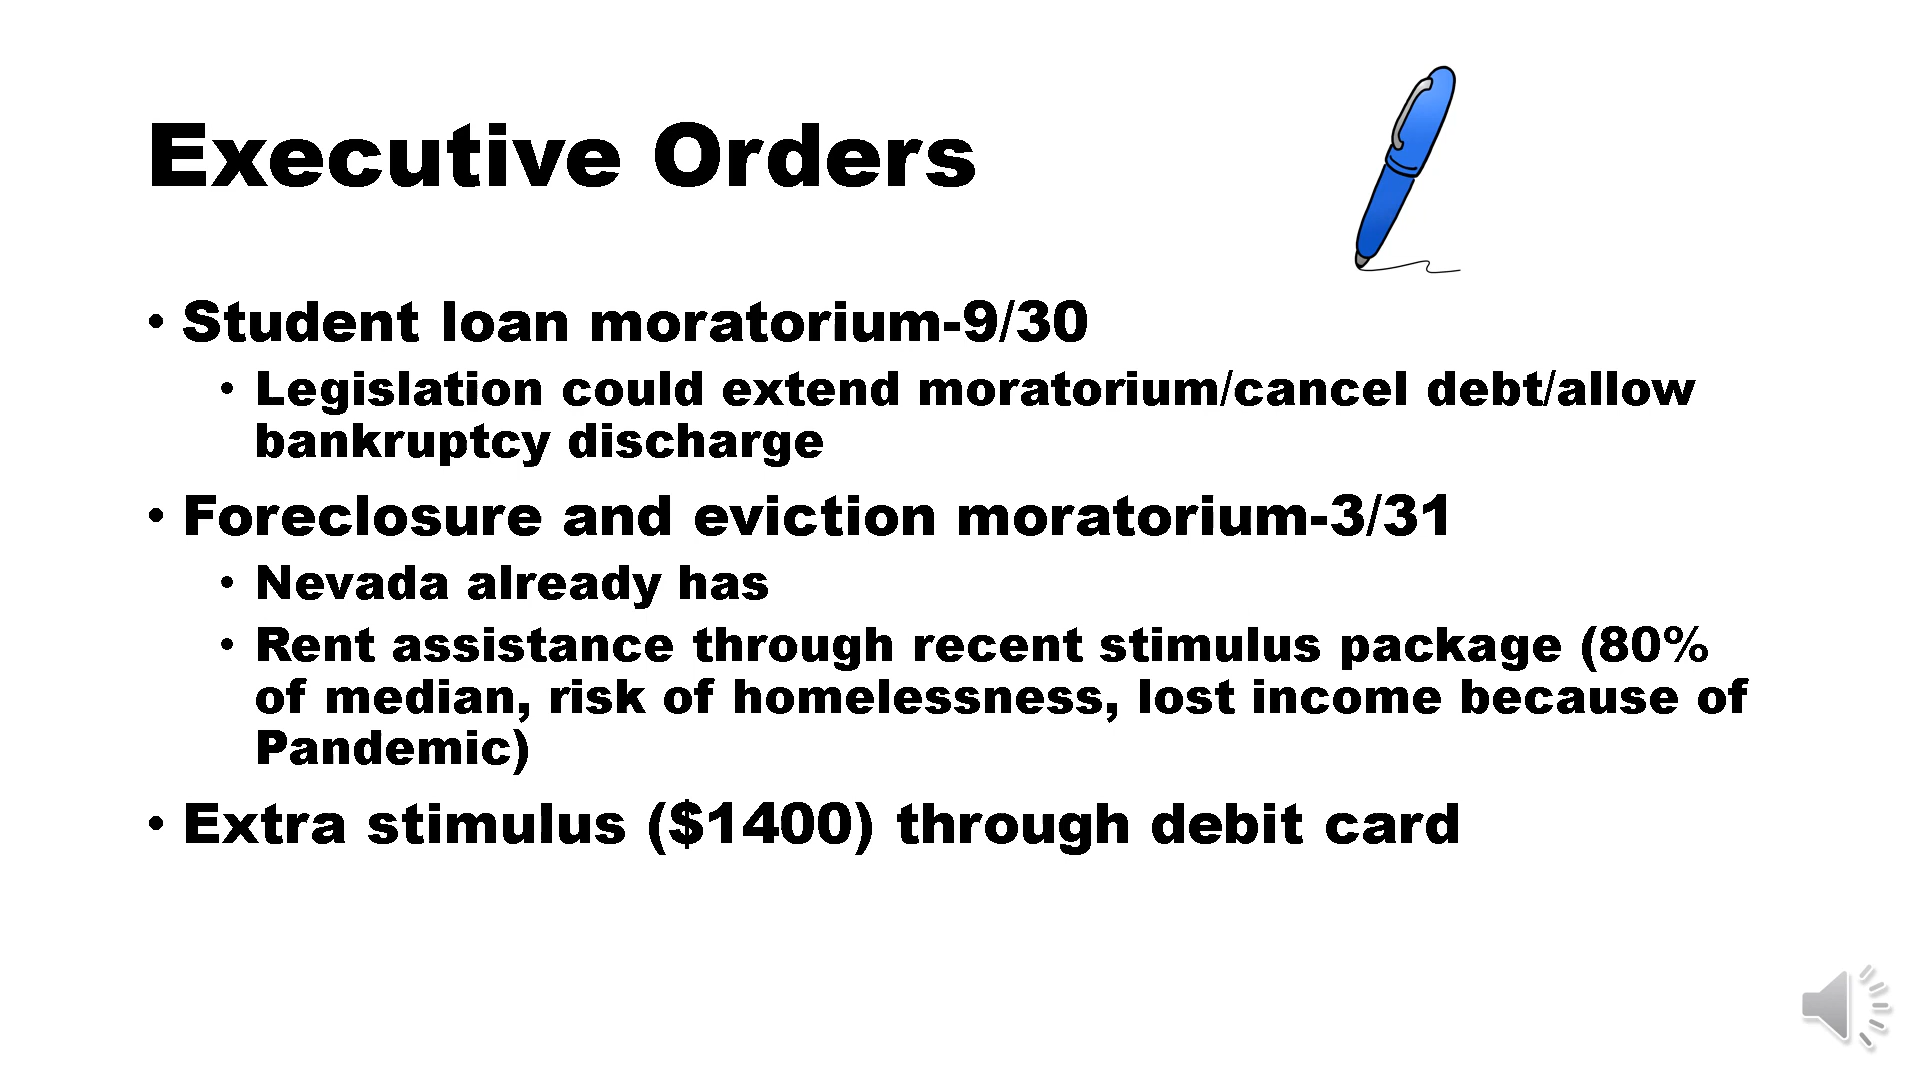 Executive Orders
• Student loan moratorium-9/30
• Legislation could extend moratorium/cancel debt/allow
bankruptcy discharge
• Foreclosure and eviction moratorium-3/31
• Nevada already has
• Rent assistance through recent stimulus package (80%
of median, risk of homelessness, lost income because of
Pandemic)
• Extra stimulus ($1400) through debit card